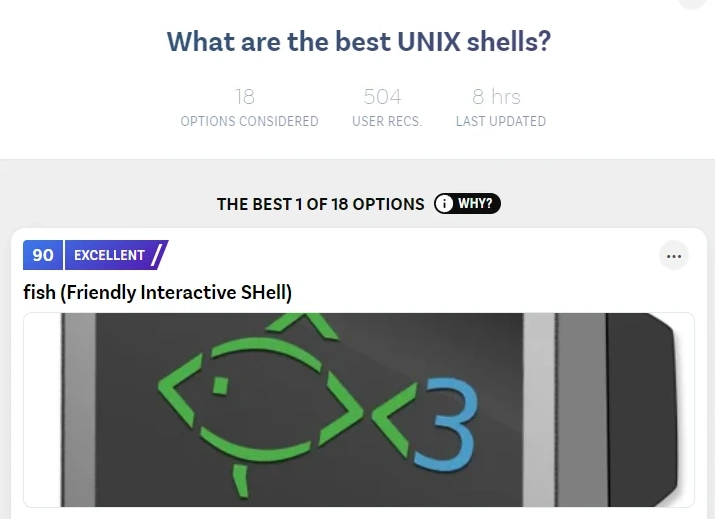 What are the best UNIX shells?
18 504 8 hrs
OPTIONS CONSIDERED USER RECS. LAST UPDATED
THE BEST 1 OF 18 OPTIONS i WHY?
90 EXCELLENT
fish (Friendly Interactive SHell)
3